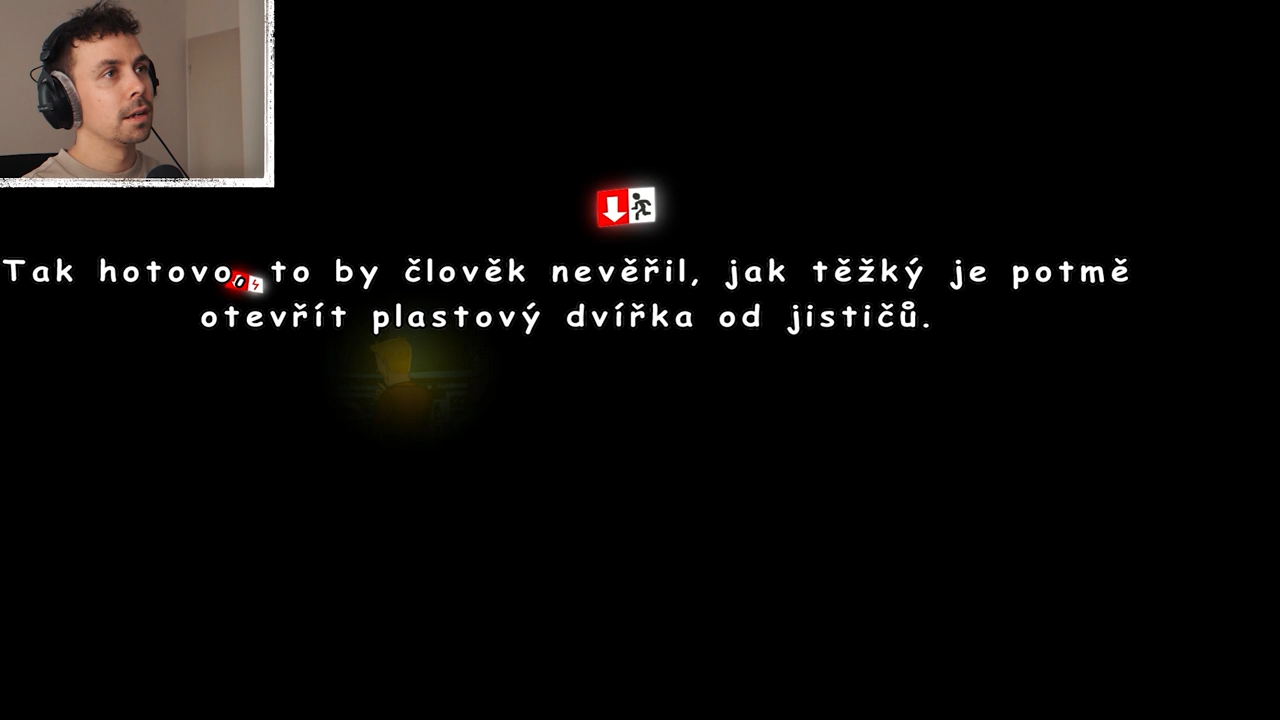 Tak hotovo, to by člověk nevěřil, jak těžký je potmě
otevřít plastový dvířka od jističů.